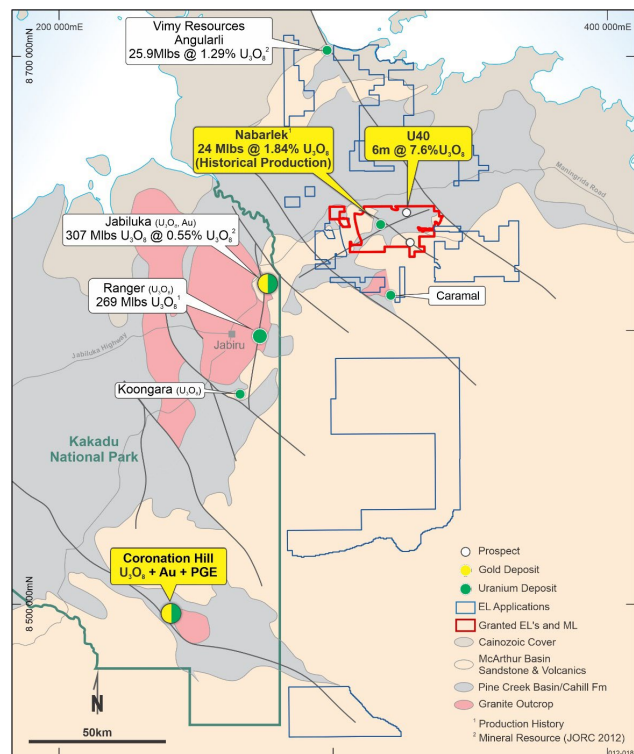 200 000mE
400 000mE
8 700 000mN
8 500 000mN
Vimy Resources
Angularli
25.9Mlbs @ 1.29% U₃O₈²
Nabarlek¹
24 Mlbs @ 1.84% U₃O₈
(Historical Production)
U40
6m @ 7.6%U₃O₈
Maningrida Road
Jabiluka (U₃O₈, Au)
307 Mlbs U₃O₈ @ 0.55% U₃O₈²
Ranger (U₃O₈)
269 Mlbs U₃O₈¹
Caramal
Jabiru
Jabiluka Highway
Koongara (U₃O₈)
Kakadu
National Park
Coronation Hill
U₃O₈ + Au + PGE
Prospect
Gold Deposit
Uranium Deposit
EL Applications
Granted EL's and ML
Cainozoic Cover
McArthur Basin
Sandstone & Volcanics
Pine Creek Basin/Cahill Fm
Granite Outcrop
¹ Production History
² Mineral Resource (JORC 2012)
N
50km
012-018